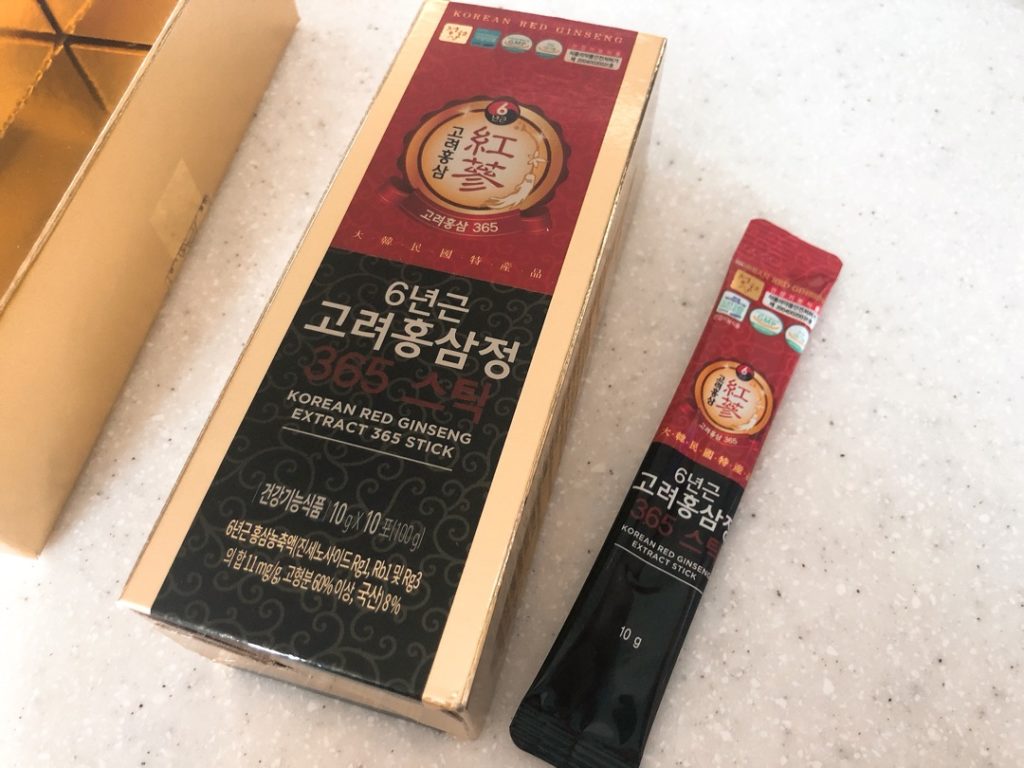 KOREAN RED GINSENG
GMP
6
년근
고려홍삼
紅蔘
고려홍삼 365
大韓民國特産品
6년근
고려홍삼정
365 스틱
KOREAN RED GINSENG
EXTRACT 365 STICK
건강기능식품 10g X 10포(100g)
6년근 홍삼농축액(진세노사이드 Rg1, Rb1 및 Rg3
의 합 11 mg/g, 고형분 60% 이상, 국산) 8%
KOREAN RED GINSENG
GMP
6
고려홍삼
紅蔘
고려홍삼 365
大·韓·民·國·特·産
6년근
고려홍삼정
365 스틱
KOREAN RED GINSENG
EXTRACT STICK
10 g